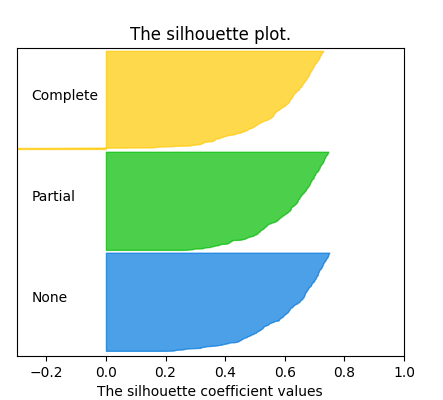 The silhouette plot.
Complete
Partial
None
−0.2 0.0 0.2 0.4 0.6 0.8 1.0
The silhouette coefficient values